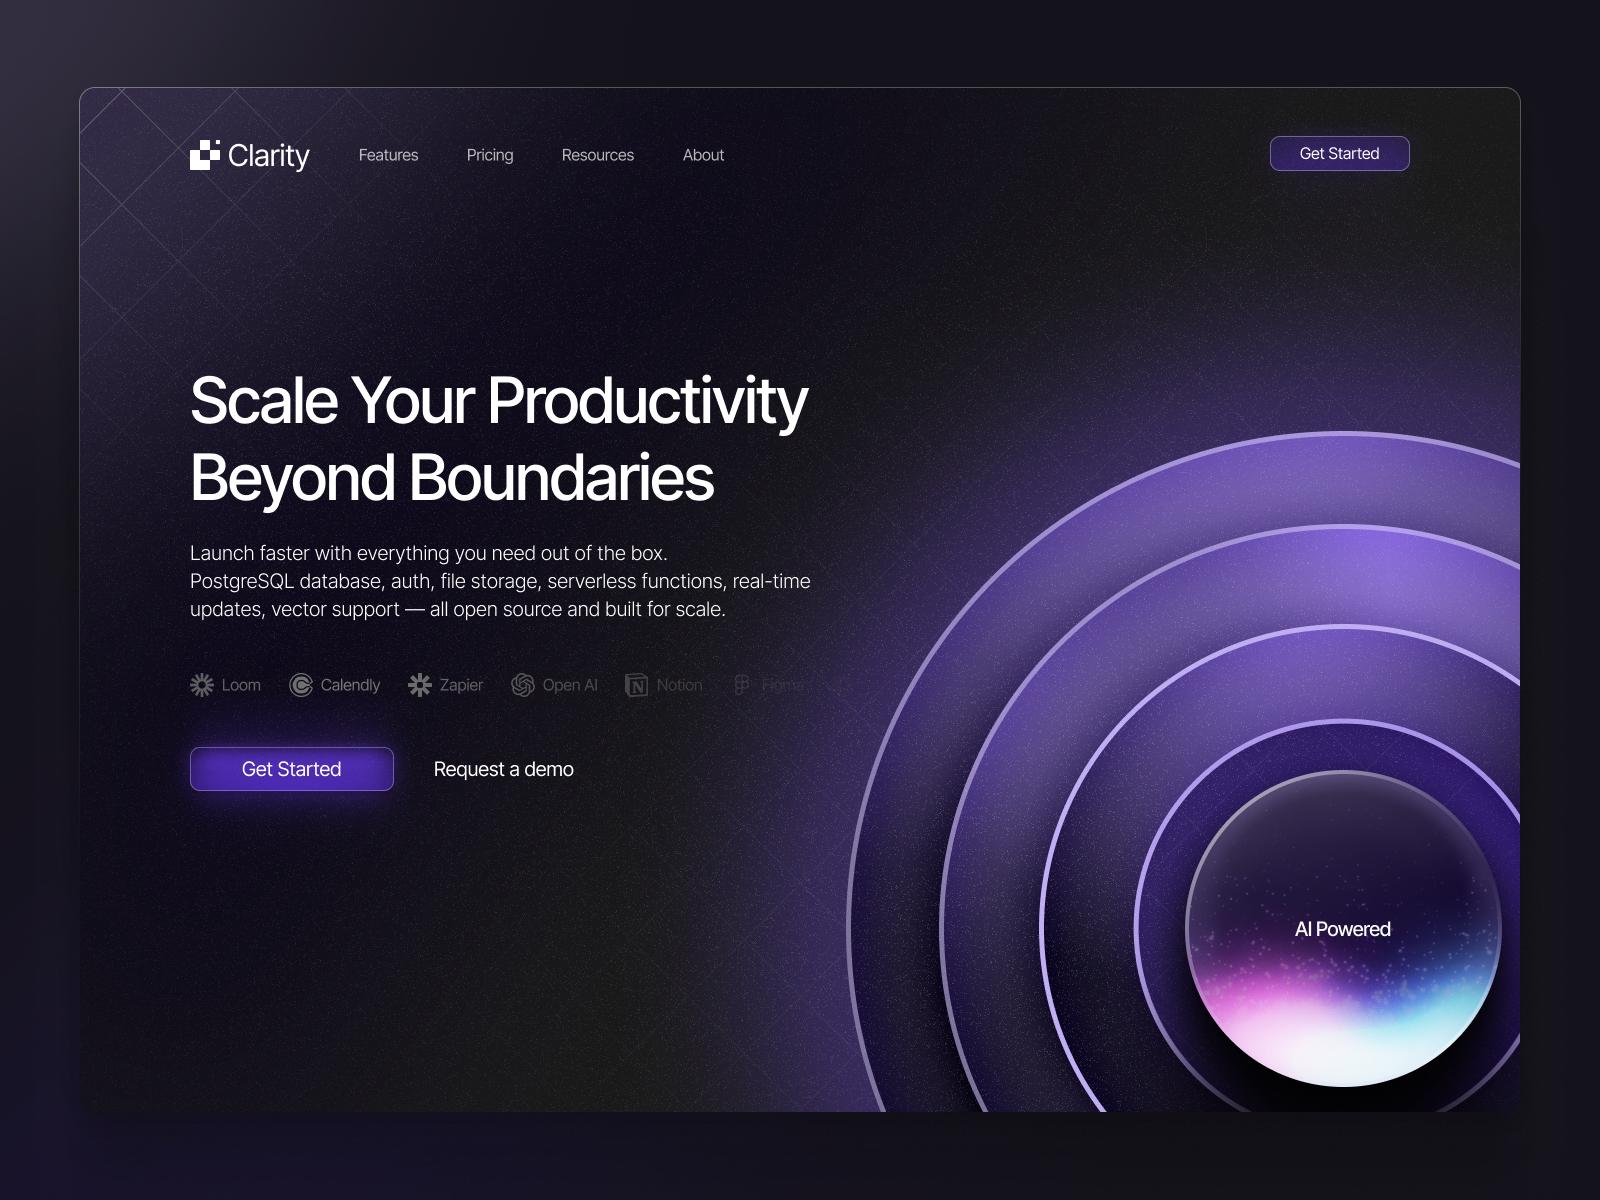 Clarity
Features
Pricing
Resources
About
Get Started
Scale Your Productivity
Beyond Boundaries
Launch faster with everything you need out of the box.
PostgreSQL database, auth, file storage, serverless functions, real-time
updates, vector support — all open source and built for scale.
Loom
Calendly
Zapier
Open AI
Notion
Figma
Get Started
Request a demo
AI Powered